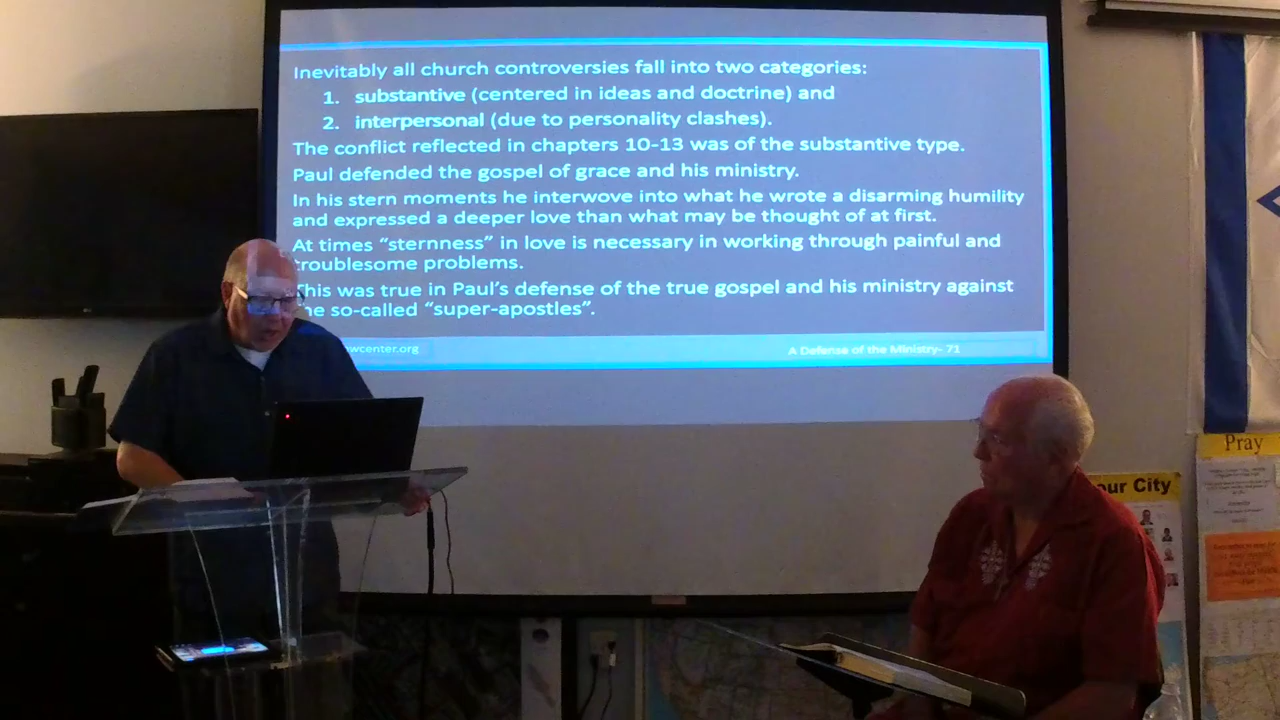 Inevitably all church controversies fall into two categories:
1. substantive (centered in ideas and doctrine) and
2. interpersonal (due to personality clashes).
The conflict reflected in chapters 10-13 was of the substantive type.
Paul defended the gospel of grace and his ministry.
In his stern moments he interwove into what he wrote a disarming humility
and expressed a deeper love than what may be thought of at first.
At times “sternness” in love is necessary in working through painful and
troublesome problems.
This was true in Paul’s defense of the true gospel and his ministry against
he so-called “super-apostles”.
wcenter.org
A Defense of the Ministry- 71
Pray
our City